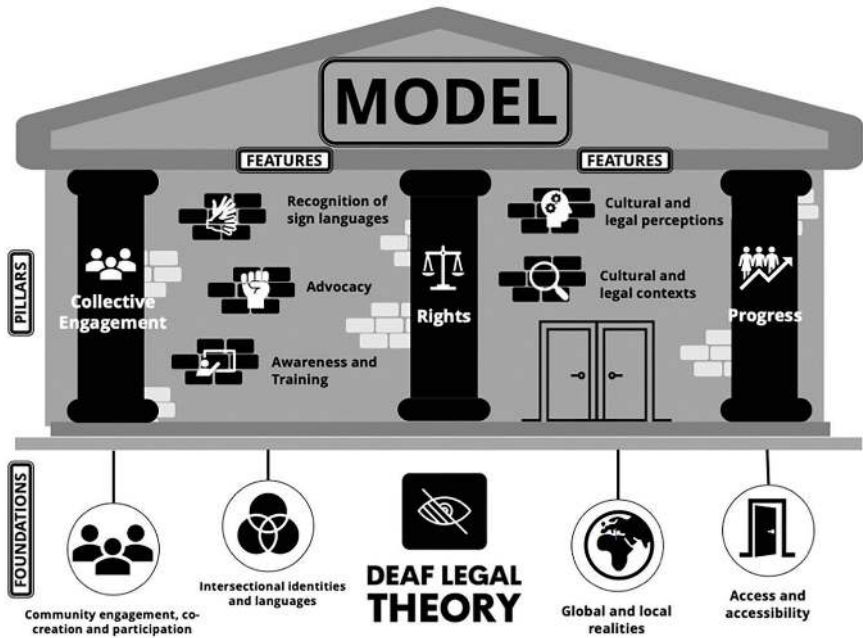 MODEL
FEATURES
FEATURES
PILLARS
Collective
Engagement
Recognition of
sign languages
Advocacy
Awareness and
Training
Rights
Cultural and
legal perceptions
Cultural and
legal contexts
Progress
FOUNDATIONS
Community engagement, co-
creation and participation
Intersectional identities
and languages
DEAF LEGAL
THEORY
Global and local
realities
Access and
accessibility